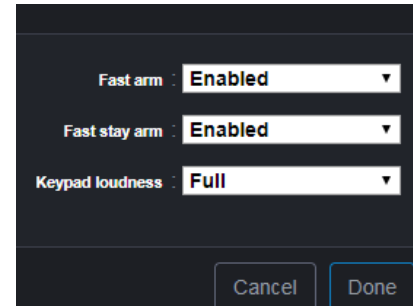 Fast arm : Enabled
Fast stay arm : Enabled
Keypad loudness : Full
Cancel Done